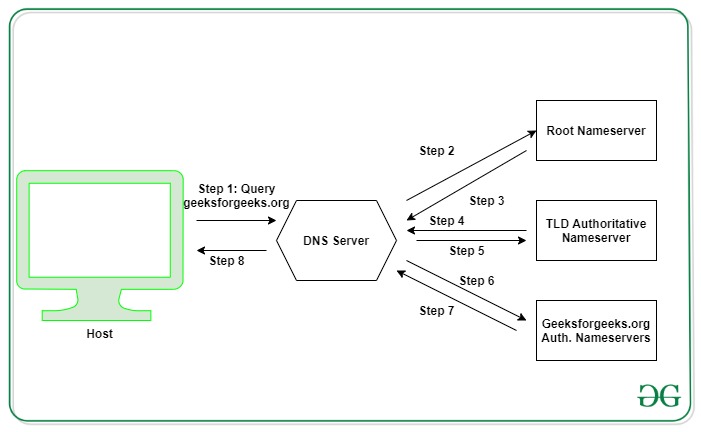 Step 1: Query
geeksforgeeks.org
Step 8
Host
DNS Server
Step 2
Step 3
Step 4
Step 5
Step 6
Step 7
Root Nameserver
TLD Authoritative
Nameserver
Geeksforgeeks.org
Auth. Nameservers